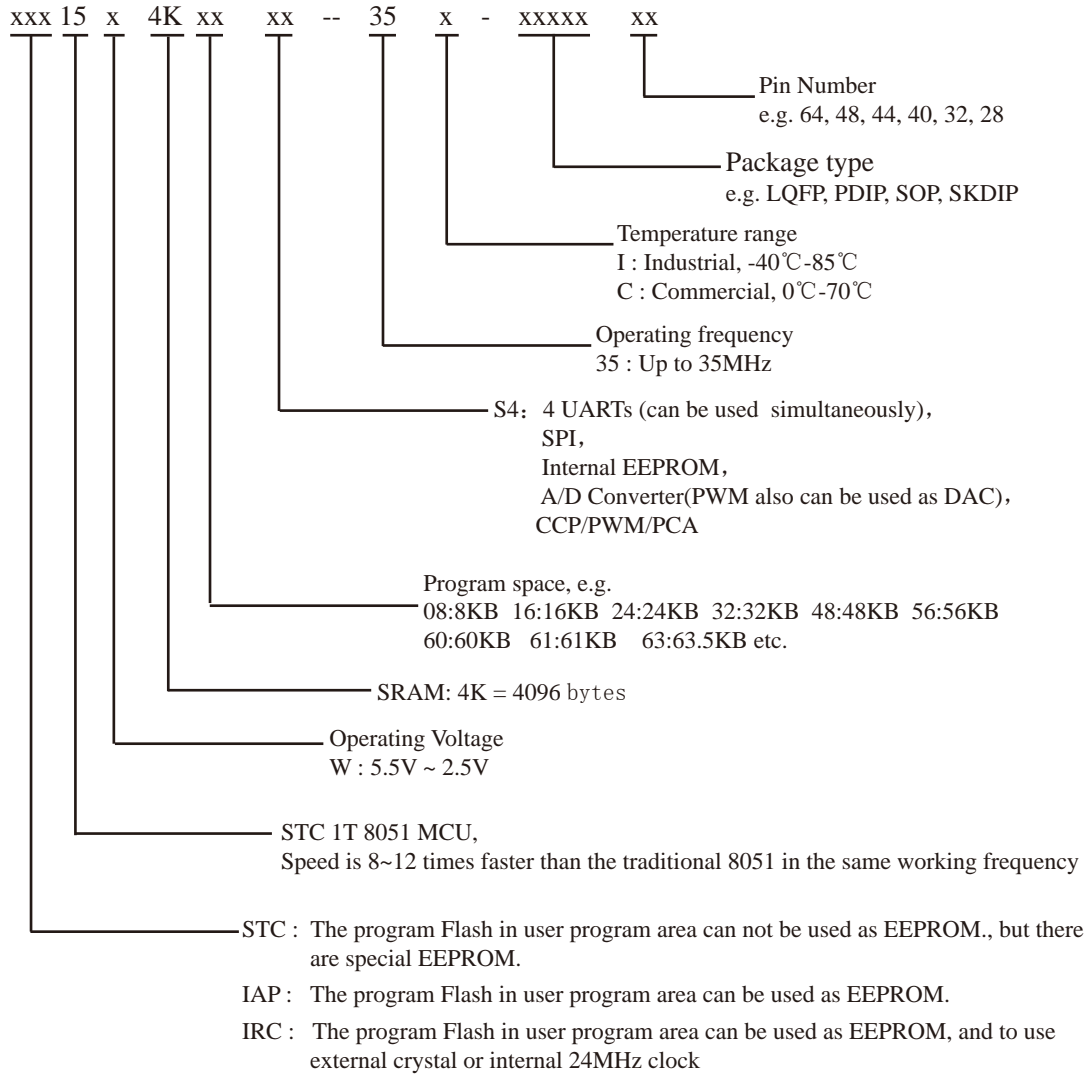 xxx 15 x 4K xx xx -- 35 x - xxxxx xx
Pin Number
e.g. 64, 48, 44, 40, 32, 28
Package type
e.g. LQFP, PDIP, SOP, SKDIP
Temperature range
I : Industrial, -40℃-85℃
C : Commercial, 0℃-70℃
Operating frequency
35 : Up to 35MHz
S4：4 UARTs (can be used simultaneously)，
SPI，
Internal EEPROM，
A/D Converter(PWM also can be used as DAC)，
CCP/PWM/PCA
Program space, e.g.
08:8KB 16:16KB 24:24KB 32:32KB 48:48KB 56:56KB
60:60KB 61:61KB 63:63.5KB etc.
SRAM: 4K = 4096 bytes
Operating Voltage
W : 5.5V ~ 2.5V
STC 1T 8051 MCU,
Speed is 8~12 times faster than the traditional 8051 in the same working frequency
STC : The program Flash in user program area can not be used as EEPROM., but there
are special EEPROM.
IAP : The program Flash in user program area can be used as EEPROM.
IRC : The program Flash in user program area can be used as EEPROM, and to use
external crystal or internal 24MHz clock